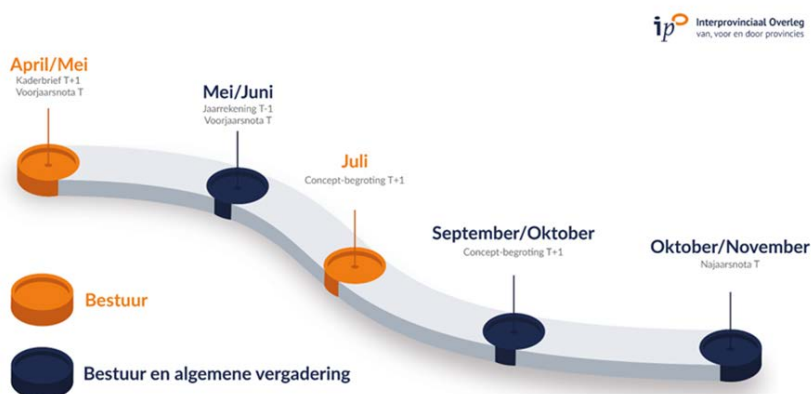 ipo Interprovinciaal Overleg
van, voor en door provincies
April/Mei
Kaderbrief T+1
Voorjaarsnota T
Mei/Juni
Jaarrekening T-1
Voorjaarsnota T
Juli
Concept-begroting T+1
September/Oktober
Concept-begroting T+1
Oktober/November
Najaarsnota T
Bestuur
Bestuur en algemene vergadering